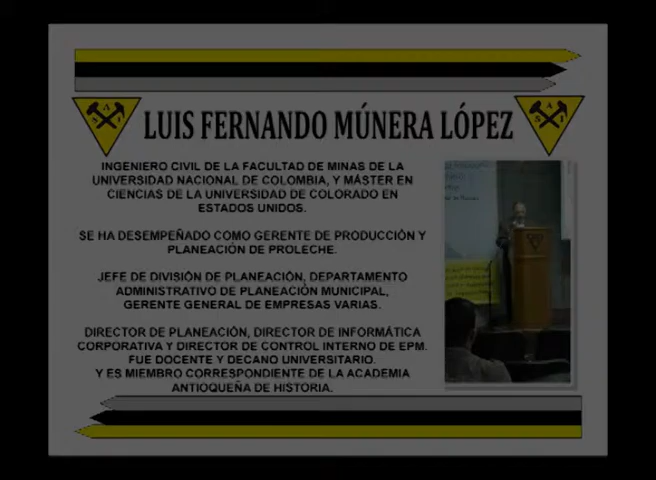 LUIS FERNANDO MÚNERA LÓPEZ
INGENIERO CIVIL DE LA FACULTAD DE MINAS DE LA
UNIVERSIDAD NACIONAL DE COLOMBIA, Y MÁSTER EN
CIENCIAS DE LA UNIVERSIDAD DE COLORADO EN
ESTADOS UNIDOS.
SE HA DESEMPEÑADO COMO GERENTE DE PRODUCCIÓN Y
PLANEACIÓN DE PROLECHE.
JEFE DE DIVISIÓN DE PLANEACIÓN, DEPARTAMENTO
ADMINISTRATIVO DE PLANEACIÓN MUNICIPAL,
GERENTE GENERAL DE EMPRESAS VARIAS.
DIRECTOR DE PLANEACIÓN, DIRECTOR DE INFORMÁTICA
CORPORATIVA Y DIRECTOR DE CONTROL INTERNO DE EPM.
FUE DOCENTE Y DECANO UNIVERSITARIO.
Y ES MIEMBRO CORRESPONDIENTE DE LA ACADEMIA
ANTIOQUEÑA DE HISTORIA.